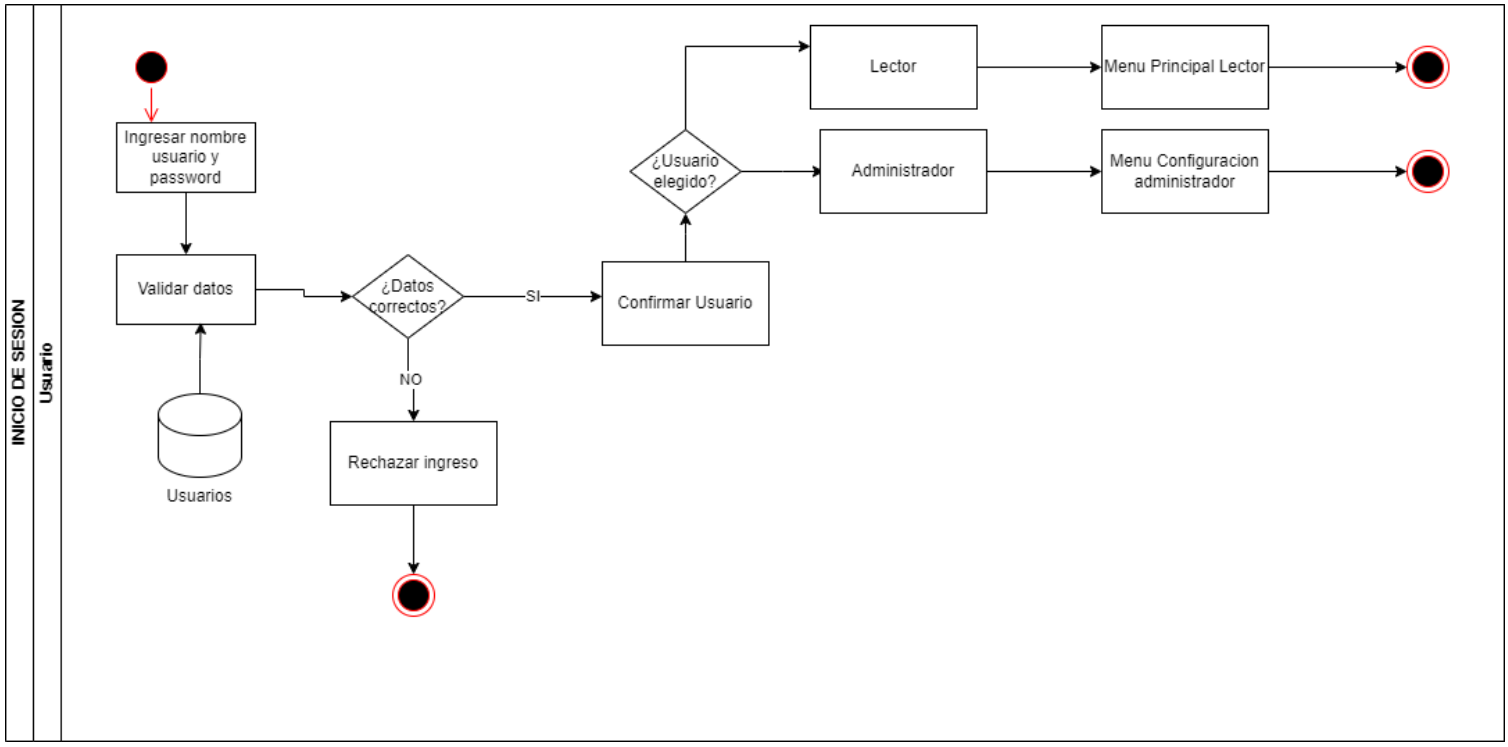 INICIO DE SESION
Usuario
Ingresar nombre
usuario y
password
Validar datos
Usuarios
¿Datos
correctos?
NO
Rechazar ingreso
SI
Confirmar Usuario
¿Usuario
elegido?
Lector
Menu Principal Lector
Administrador
Menu Configuracion
administrador